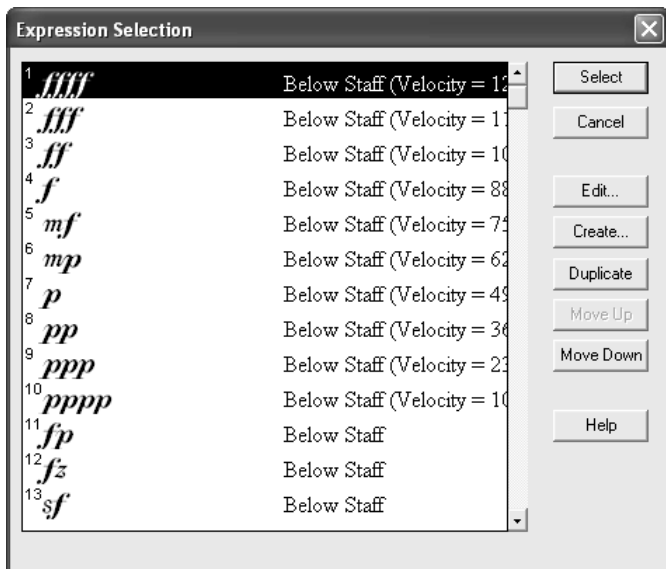 Expression Selection
1 ffff Below Staff (Velocity = 12
2 fff Below Staff (Velocity = 11
3 ff Below Staff (Velocity = 10
4 f Below Staff (Velocity = 88
5 mf Below Staff (Velocity = 75
6 mp Below Staff (Velocity = 62
7 p Below Staff (Velocity = 49
8 pp Below Staff (Velocity = 36
9 ppp Below Staff (Velocity = 23
10 pppp Below Staff (Velocity = 10
11 fp Below Staff
12 fz Below Staff
13 sf Below Staff
Select
Cancel
Edit...
Create...
Duplicate
Move Up
Move Down
Help